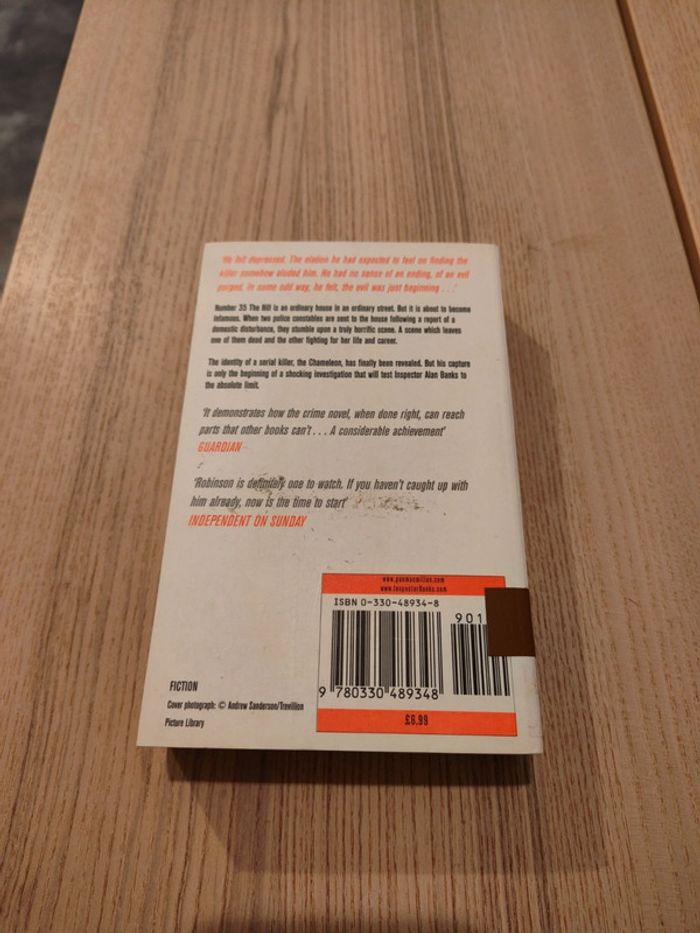 'He felt depressed. The elation he had expected to feel on finding the
killer somehow eluded him. He had no sense of an ending, of an evil
purged. In some odd way, he felt, the evil was just beginning . . .'
Number 35 The Hill is an ordinary house in an ordinary street. But it is about to become
infamous. When two police constables are sent to the house following a report of a
domestic disturbance, they stumble upon a truly horrific scene. A scene which leaves
one of them dead and the other fighting for her life and career.
The identity of a serial killer, the Chameleon, has finally been revealed. But his capture
is only the beginning of a shocking investigation that will test Inspector Alan Banks to
the absolute limit.
'It demonstrates how the crime novel, when done right, can reach
parts that other books can't . . . A considerable achievement'
GUARDIAN
'Robinson is definitely one to watch. If you haven't caught up with
him already, now is the time to start'
INDEPENDENT ON SUNDAY
www.panmacmillan.com
www.InspectorBanks.com
ISBN 0-330-48934-8
901
9 780330 489348
£6.99
FICTION
Cover photograph: © Andrew Sanderson/Trevillion
Picture Library